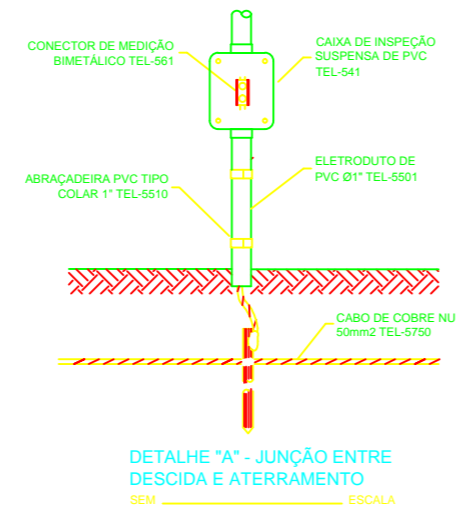 CONECTOR DE MEDIÇÃO
BIMETÁLICO TEL-561
CAIXA DE INSPEÇÃO
SUSPENSA DE PVC
TEL-541
ABRAÇADEIRA PVC TIPO
COLAR 1" TEL-5510
ELETRODUTO DE
PVC Ø1" TEL-5501
CABO DE COBRE NU
50mm2 TEL-5750
DETALHE "A" - JUNÇÃO ENTRE
DESCIDA E ATERRAMENTO
SEM ESCALA